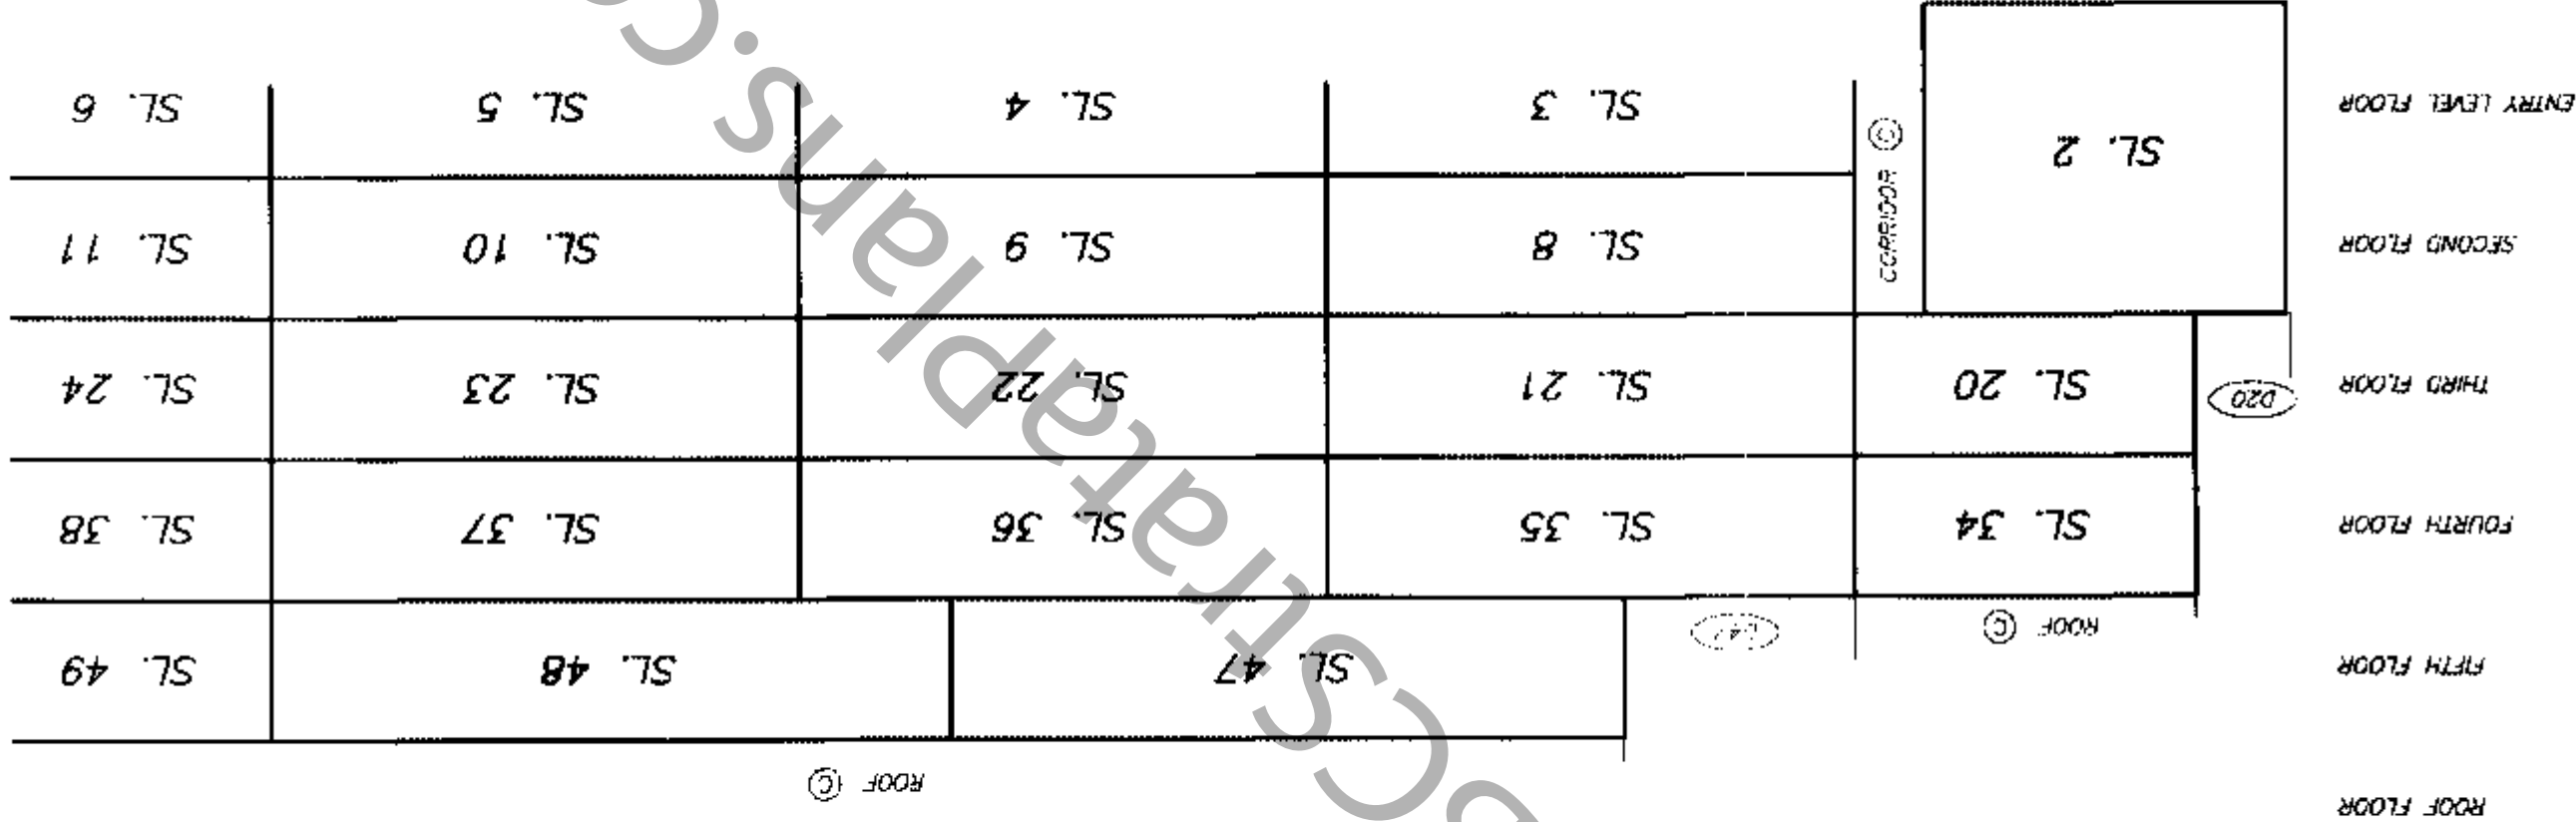 ROOF FLOOR
ROOF ©
FIFTH FLOOR
SL. 47
SL. 48
SL. 49
ROOF ©
FOURTH FLOOR
SL. 34
SL. 35
SL. 36
SL. 37
SL. 38
THIRD FLOOR
D20
SL. 20
SL. 21
SL. 22
SL. 23
SL. 24
SECOND FLOOR
SL. 8
SL. 9
SL. 10
SL. 11
CORRIDOR ©
ENTRY LEVEL FLOOR
SL. 2
SL. 3
SL. 4
SL. 5
SL. 6
CStrataPlans.c